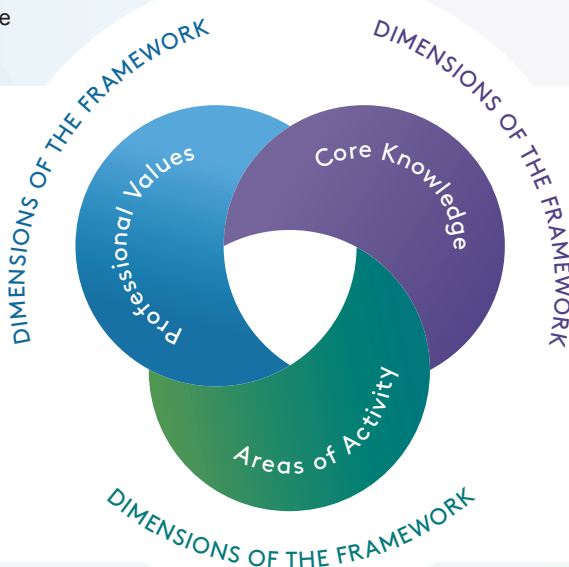 e
DIMENSIONS OF THE FRAMEWORK
DIMENSIONS OF THE FRAMEWORK
Professional Values
Core Knowledge
Areas of Activity
DIMENSIONS OF THE FRAMEWORK